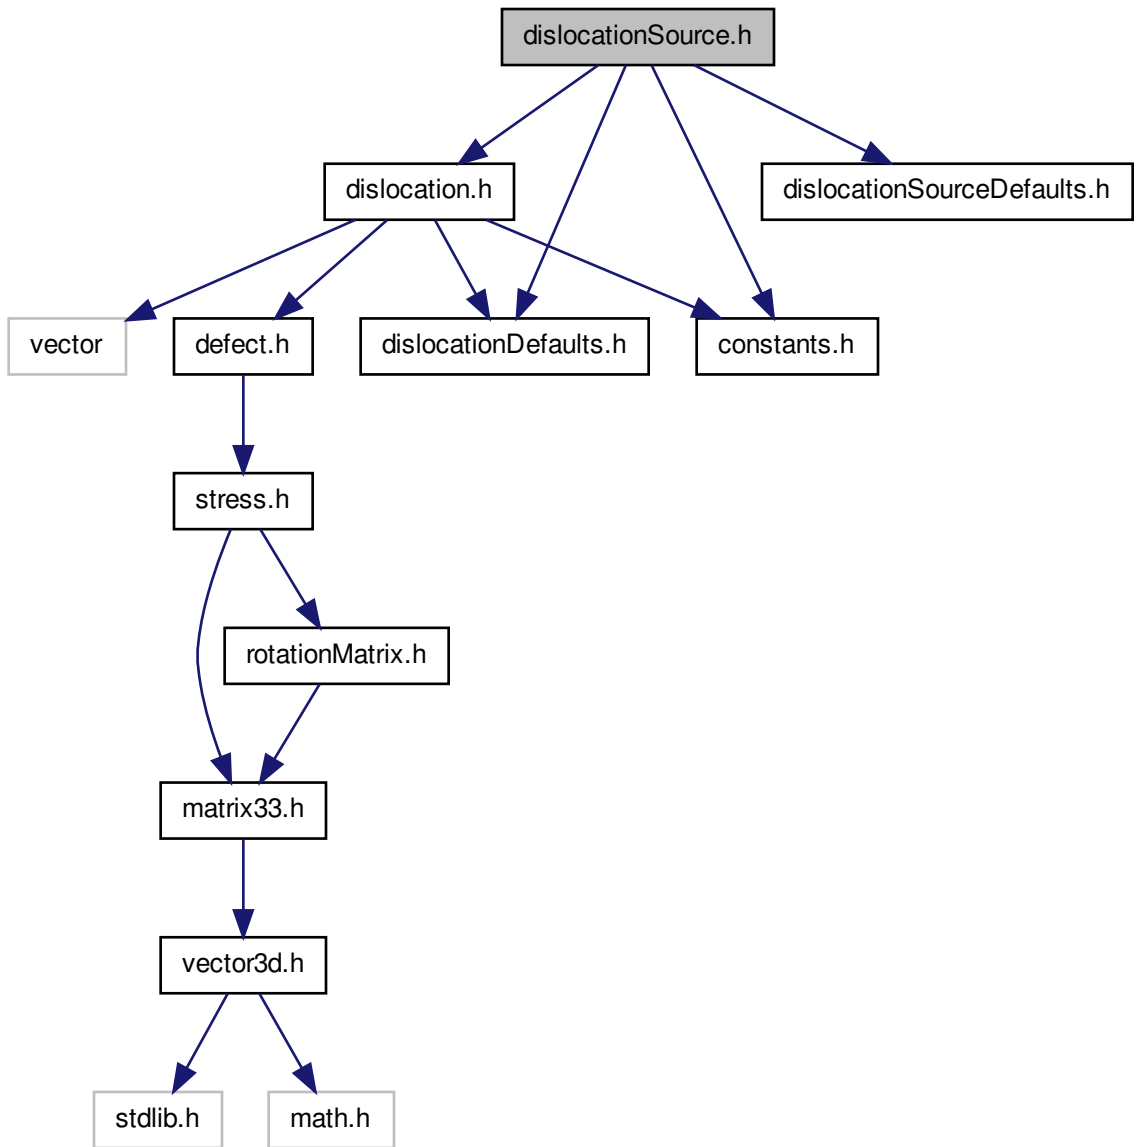 dislocationSource.h
dislocation.h
dislocationSourceDefaults.h
vector
defect.h
dislocationDefaults.h
constants.h
stress.h
rotationMatrix.h
matrix33.h
vector3d.h
stdlib.h
math.h